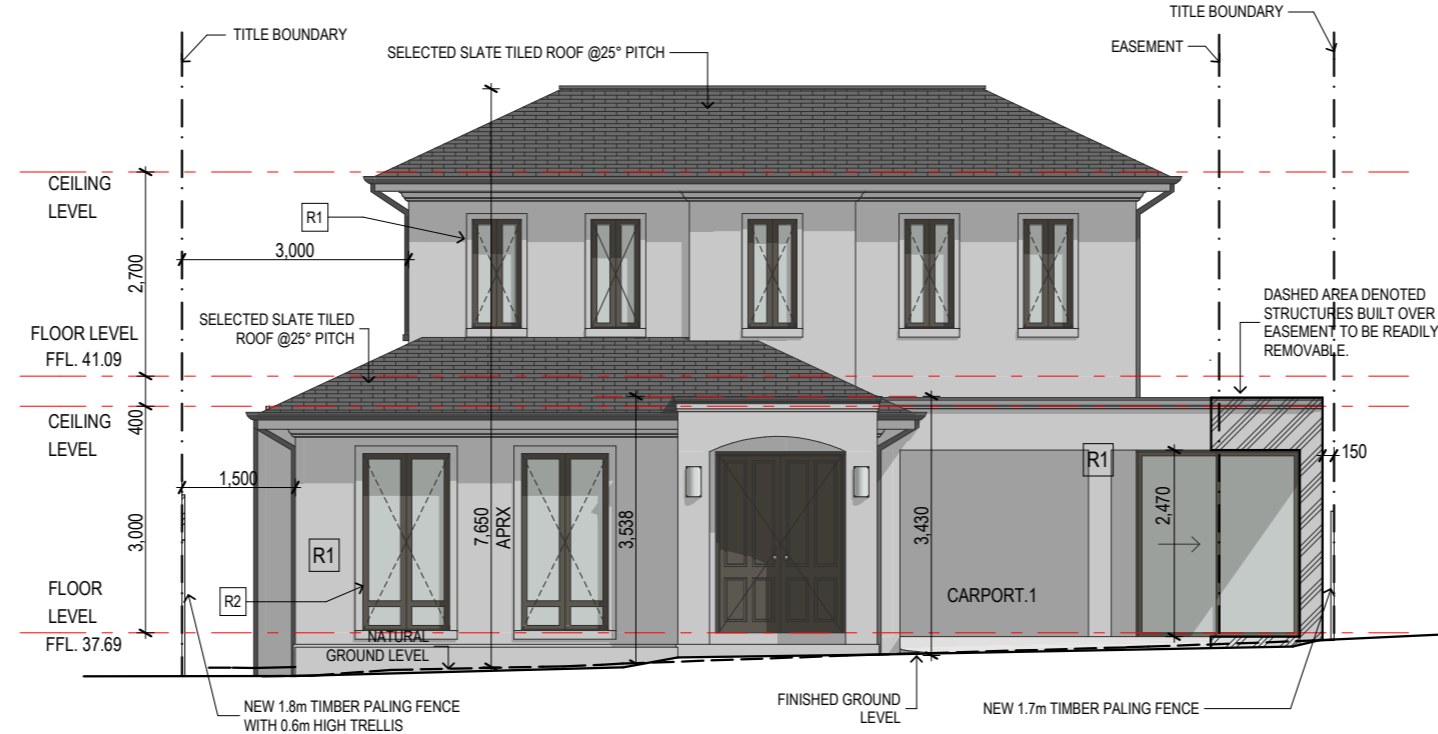 TITLE BOUNDARY
TITLE BOUNDARY
SELECTED SLATE TILED ROOF @25° PITCH
EASEMENT
CEILING
LEVEL
R1
3,000
2,700
DASHED AREA DENOTED
STRUCTURES BUILT OVER
EASEMENT TO BE READILY
REMOVABLE.
SELECTED SLATE TILED
ROOF @25° PITCH
FLOOR LEVEL
FFL. 41.09
400
CEILING
LEVEL
1,500
R1
150
3,000
7,650
APRX
3,538
3,430
2,470
R1
R2
CARPORT.1
FLOOR
LEVEL
FFL. 37.69
NATURAL
GROUND LEVEL
NEW 1.8m TIMBER PALING FENCE
WITH 0.6m HIGH TRELLIS
FINISHED GROUND
LEVEL
NEW 1.7m TIMBER PALING FENCE